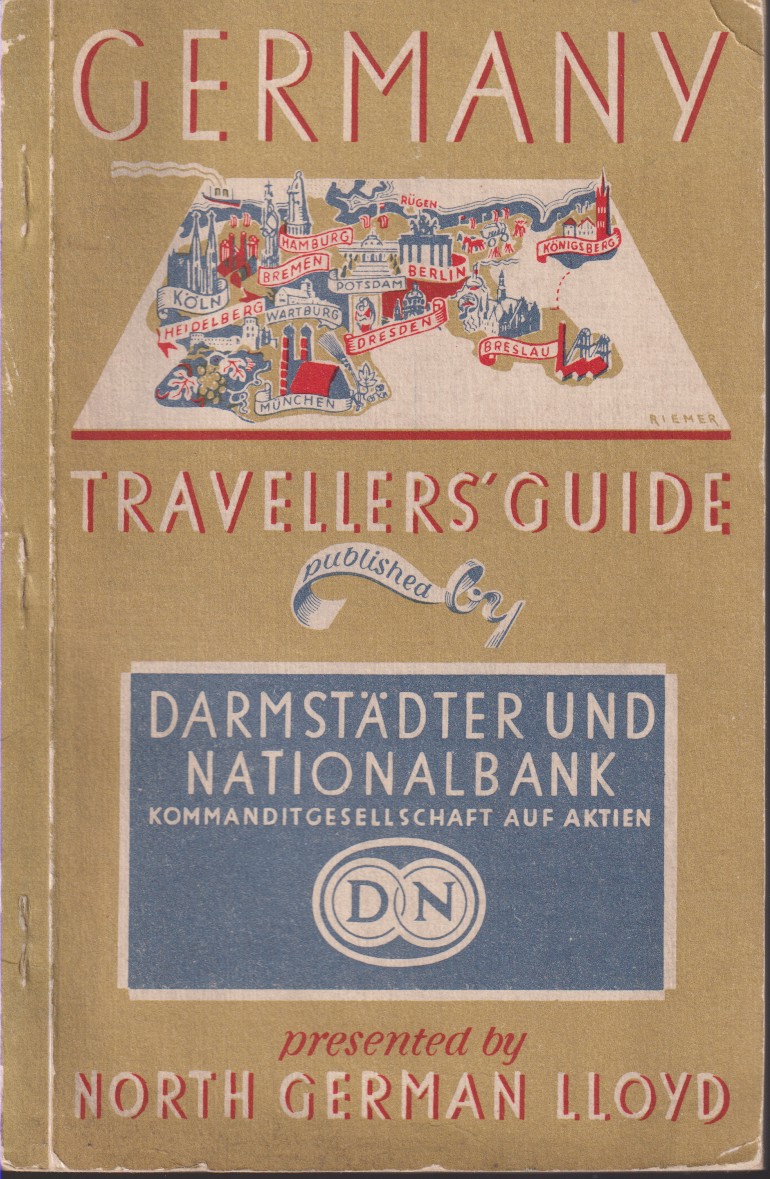 GERMANY
RÜGEN
HAMBURG
KÖNIGSBERG
BREMEN
BERLIN
POTSDAM
KÖLN
HEIDELBERG
WARTBURG
DRESDEN
BRESLAU
MÜNCHEN
RIEMER
TRAVELLERS' GUIDE
published by
DARMSTÄDTER UND
NATIONALBANK
KOMMANDITGESELLSCHAFT AUF AKTIEN
D N
presented by
NORTH GERMAN LLOYD